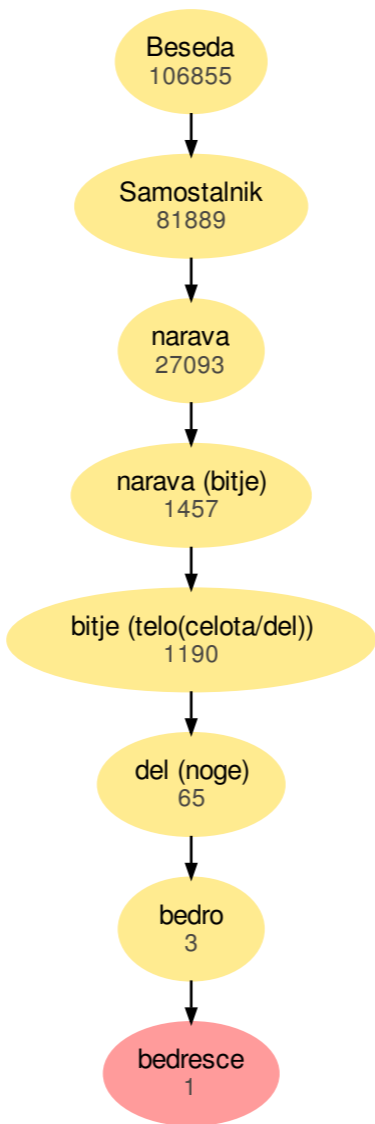 Beseda
106855
Samostalnik
81889
narava
27093
narava (bitje)
1457
bitje (telo(celota/del))
1190
del (noge)
65
bedro
3
bedresce
1